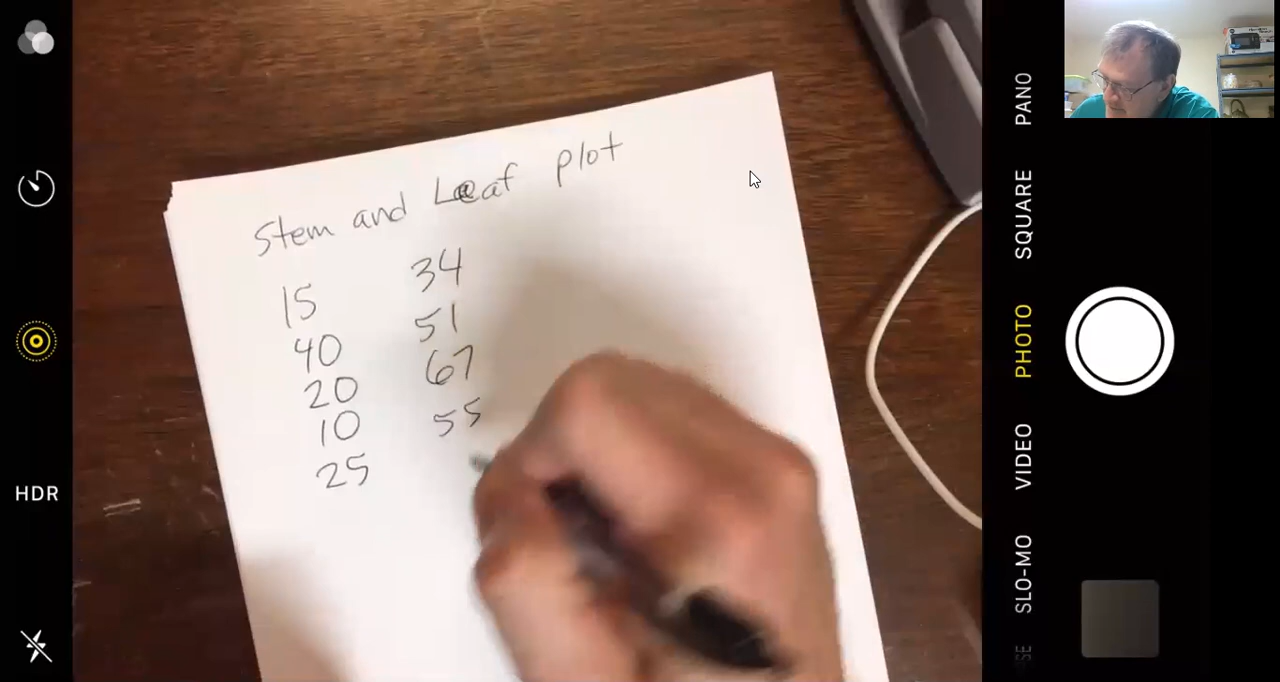 Stem and Leaf plot
15 34
40 51
20 67
10 55
25
HDR
PANO
SQUARE
PHOTO
VIDEO
SLO-MO
SE